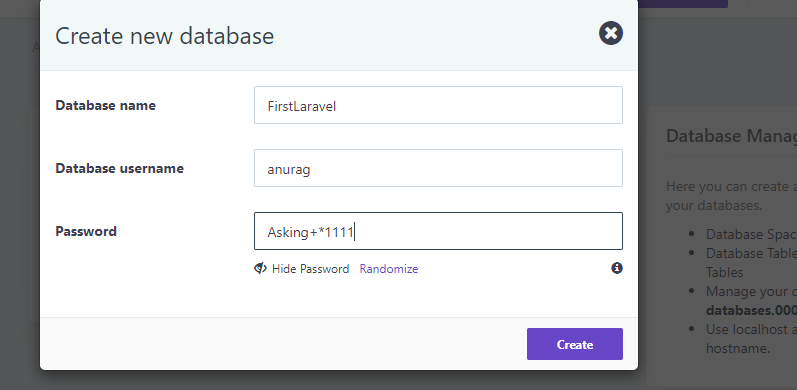 Create new database
Database name
FirstLaravel
Database username
anurag
Password
Asking+*1111
Hide Password Randomize
Create
Database Manag
Here you can create a
your databases.
Database Spac
Database Table
Tables
Manage your
databases.000
Use localhost a
hostname.